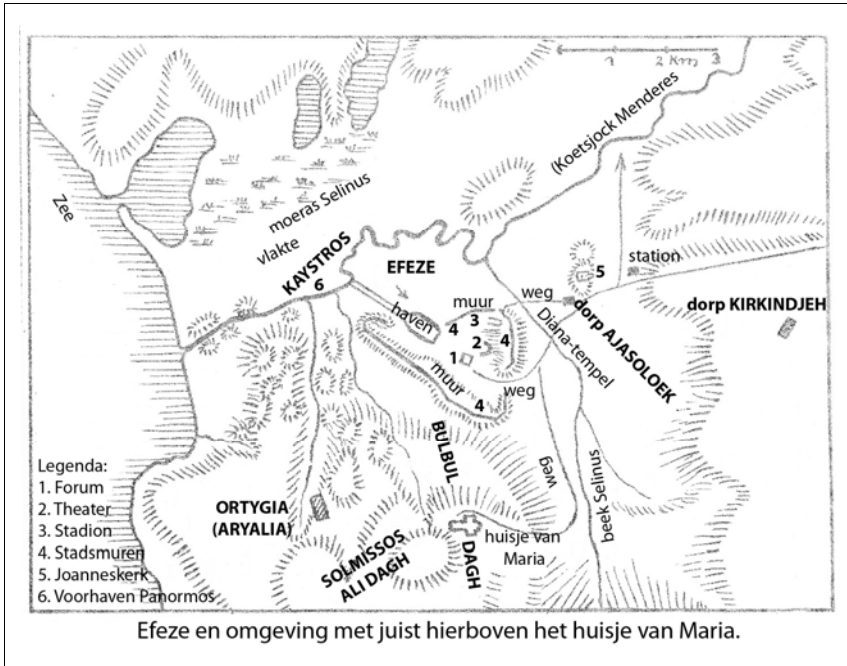 1 2 km 3
(Koetsjock Menderes
Zee
moeras Selinus
vlakte
KAYSTROS
6
EFEZE
5
station
haven
muur
weg
dorp KIRKINDJEH
4
3
2
4
1
dorp AJASOLOEK
Diana-tempel
muur
4
weg
BULBUL
weg
beek Selinus
Legenda:
1. Forum
2. Theater
3. Stadion
4. Stadsmuren
5. Joanneskerk
6. Voorhaven Panormos
ORTYGIA
(ARYALIA)
SOLMISSOS
ALI DAGH
DAGH
huisje van
Maria
Efeze en omgeving met juist hierboven het huisje van Maria.